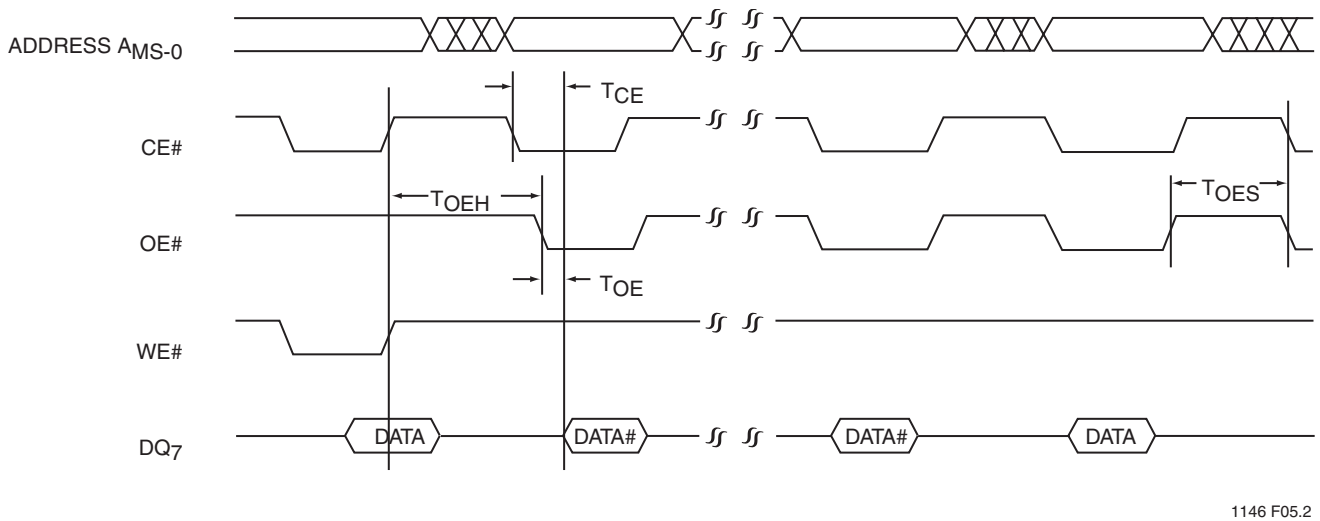 ADDRESS AMS-0
TCE
CE#
TOEH
TOES
OE#
TOE
WE#
DATA DATA# DATA# DATA
DQ7
1146 F05.2